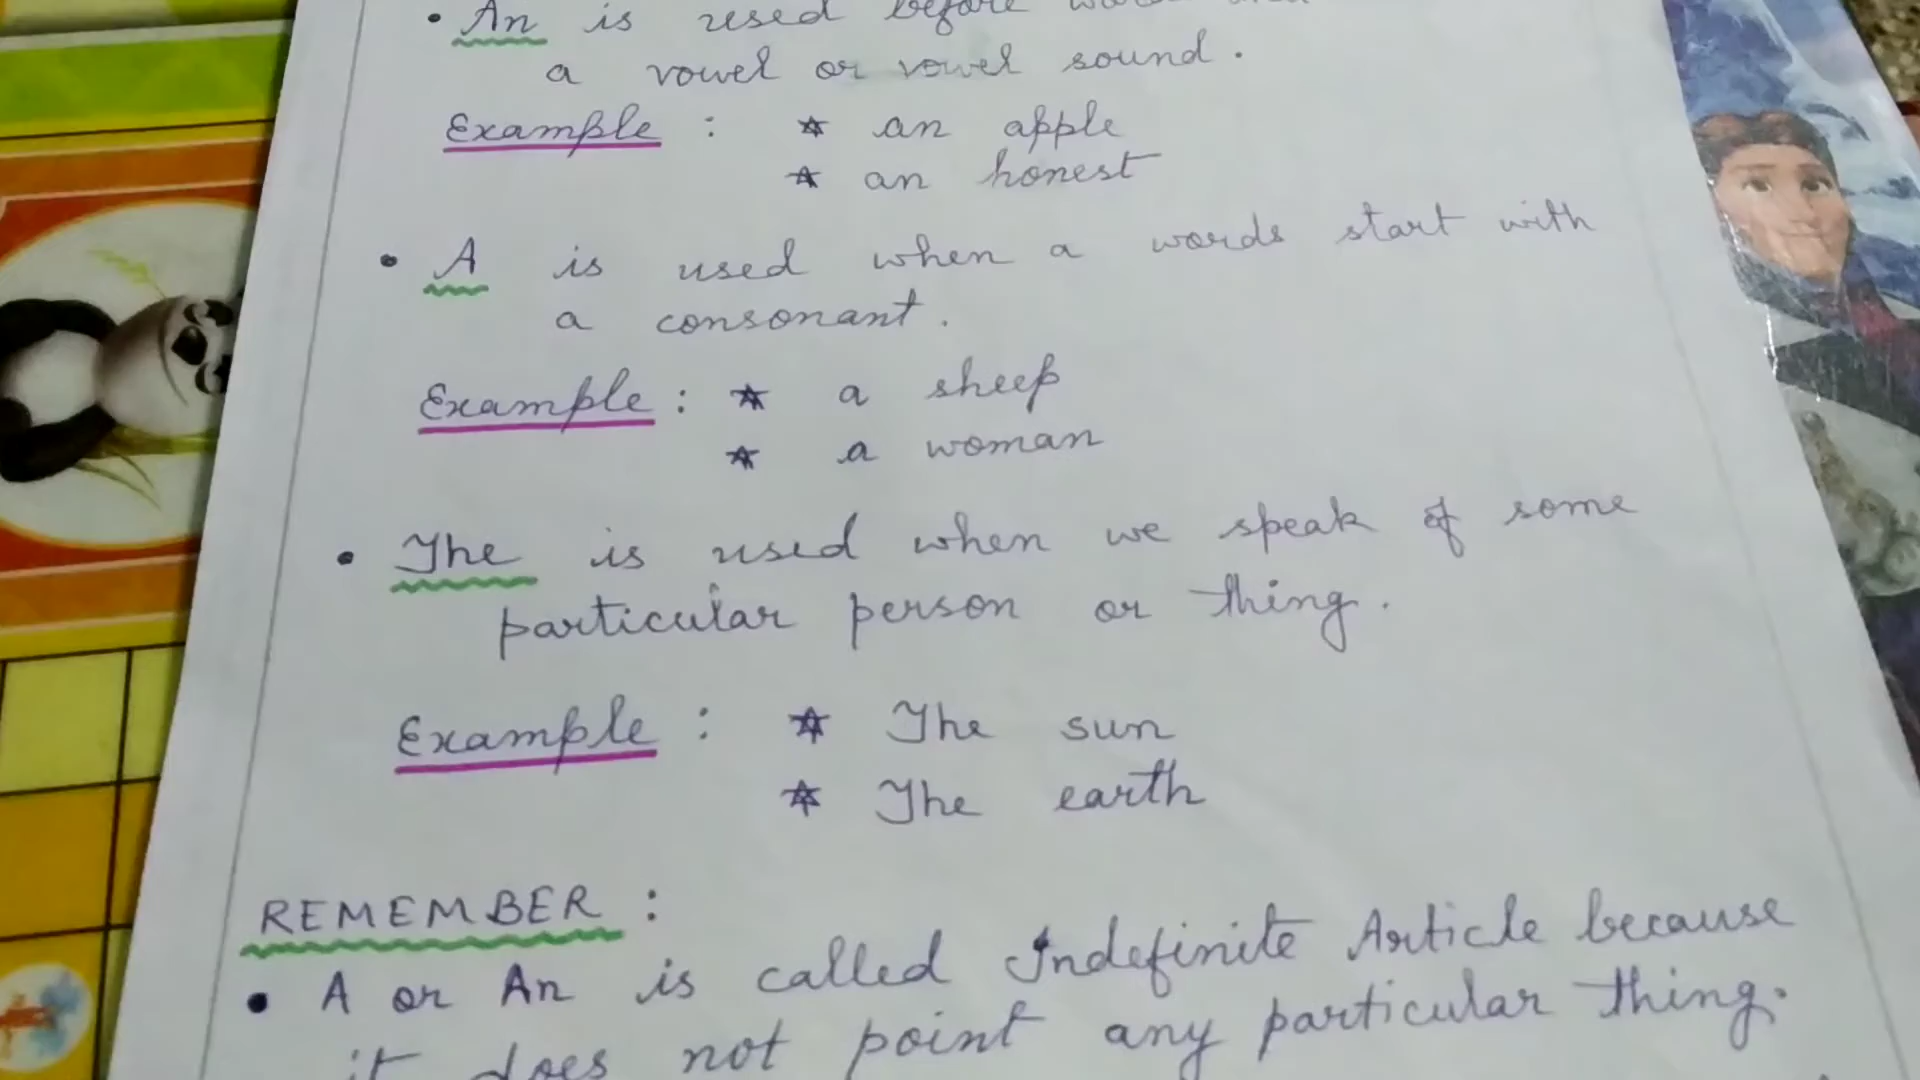 • An is used before
a vowel or vowel sound.
Example : ☆ an apple
☆ an honest
• A is used when a words start with
a consonant.
Example : ☆ a sheep
☆ a woman
• The is used when we speak of some
particular person or thing.
Example : ☆ The sun
☆ The earth
REMEMBER :
• A or An is called Indefinite Article because
it does not point any particular thing.